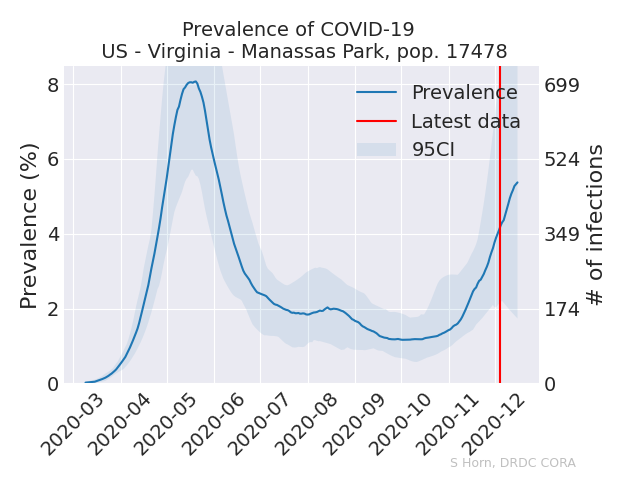 Prevalence of COVID-19
US - Virginia - Manassas Park, pop. 17478
Prevalence (%)
8
6
4
2
0
Prevalence
Latest data
95CI
699
524
349
174
0
# of infections
2020-03
2020-04
2020-05
2020-06
2020-07
2020-08
2020-09
2020-10
2020-11
2020-12
S Horn, DRDC CORA